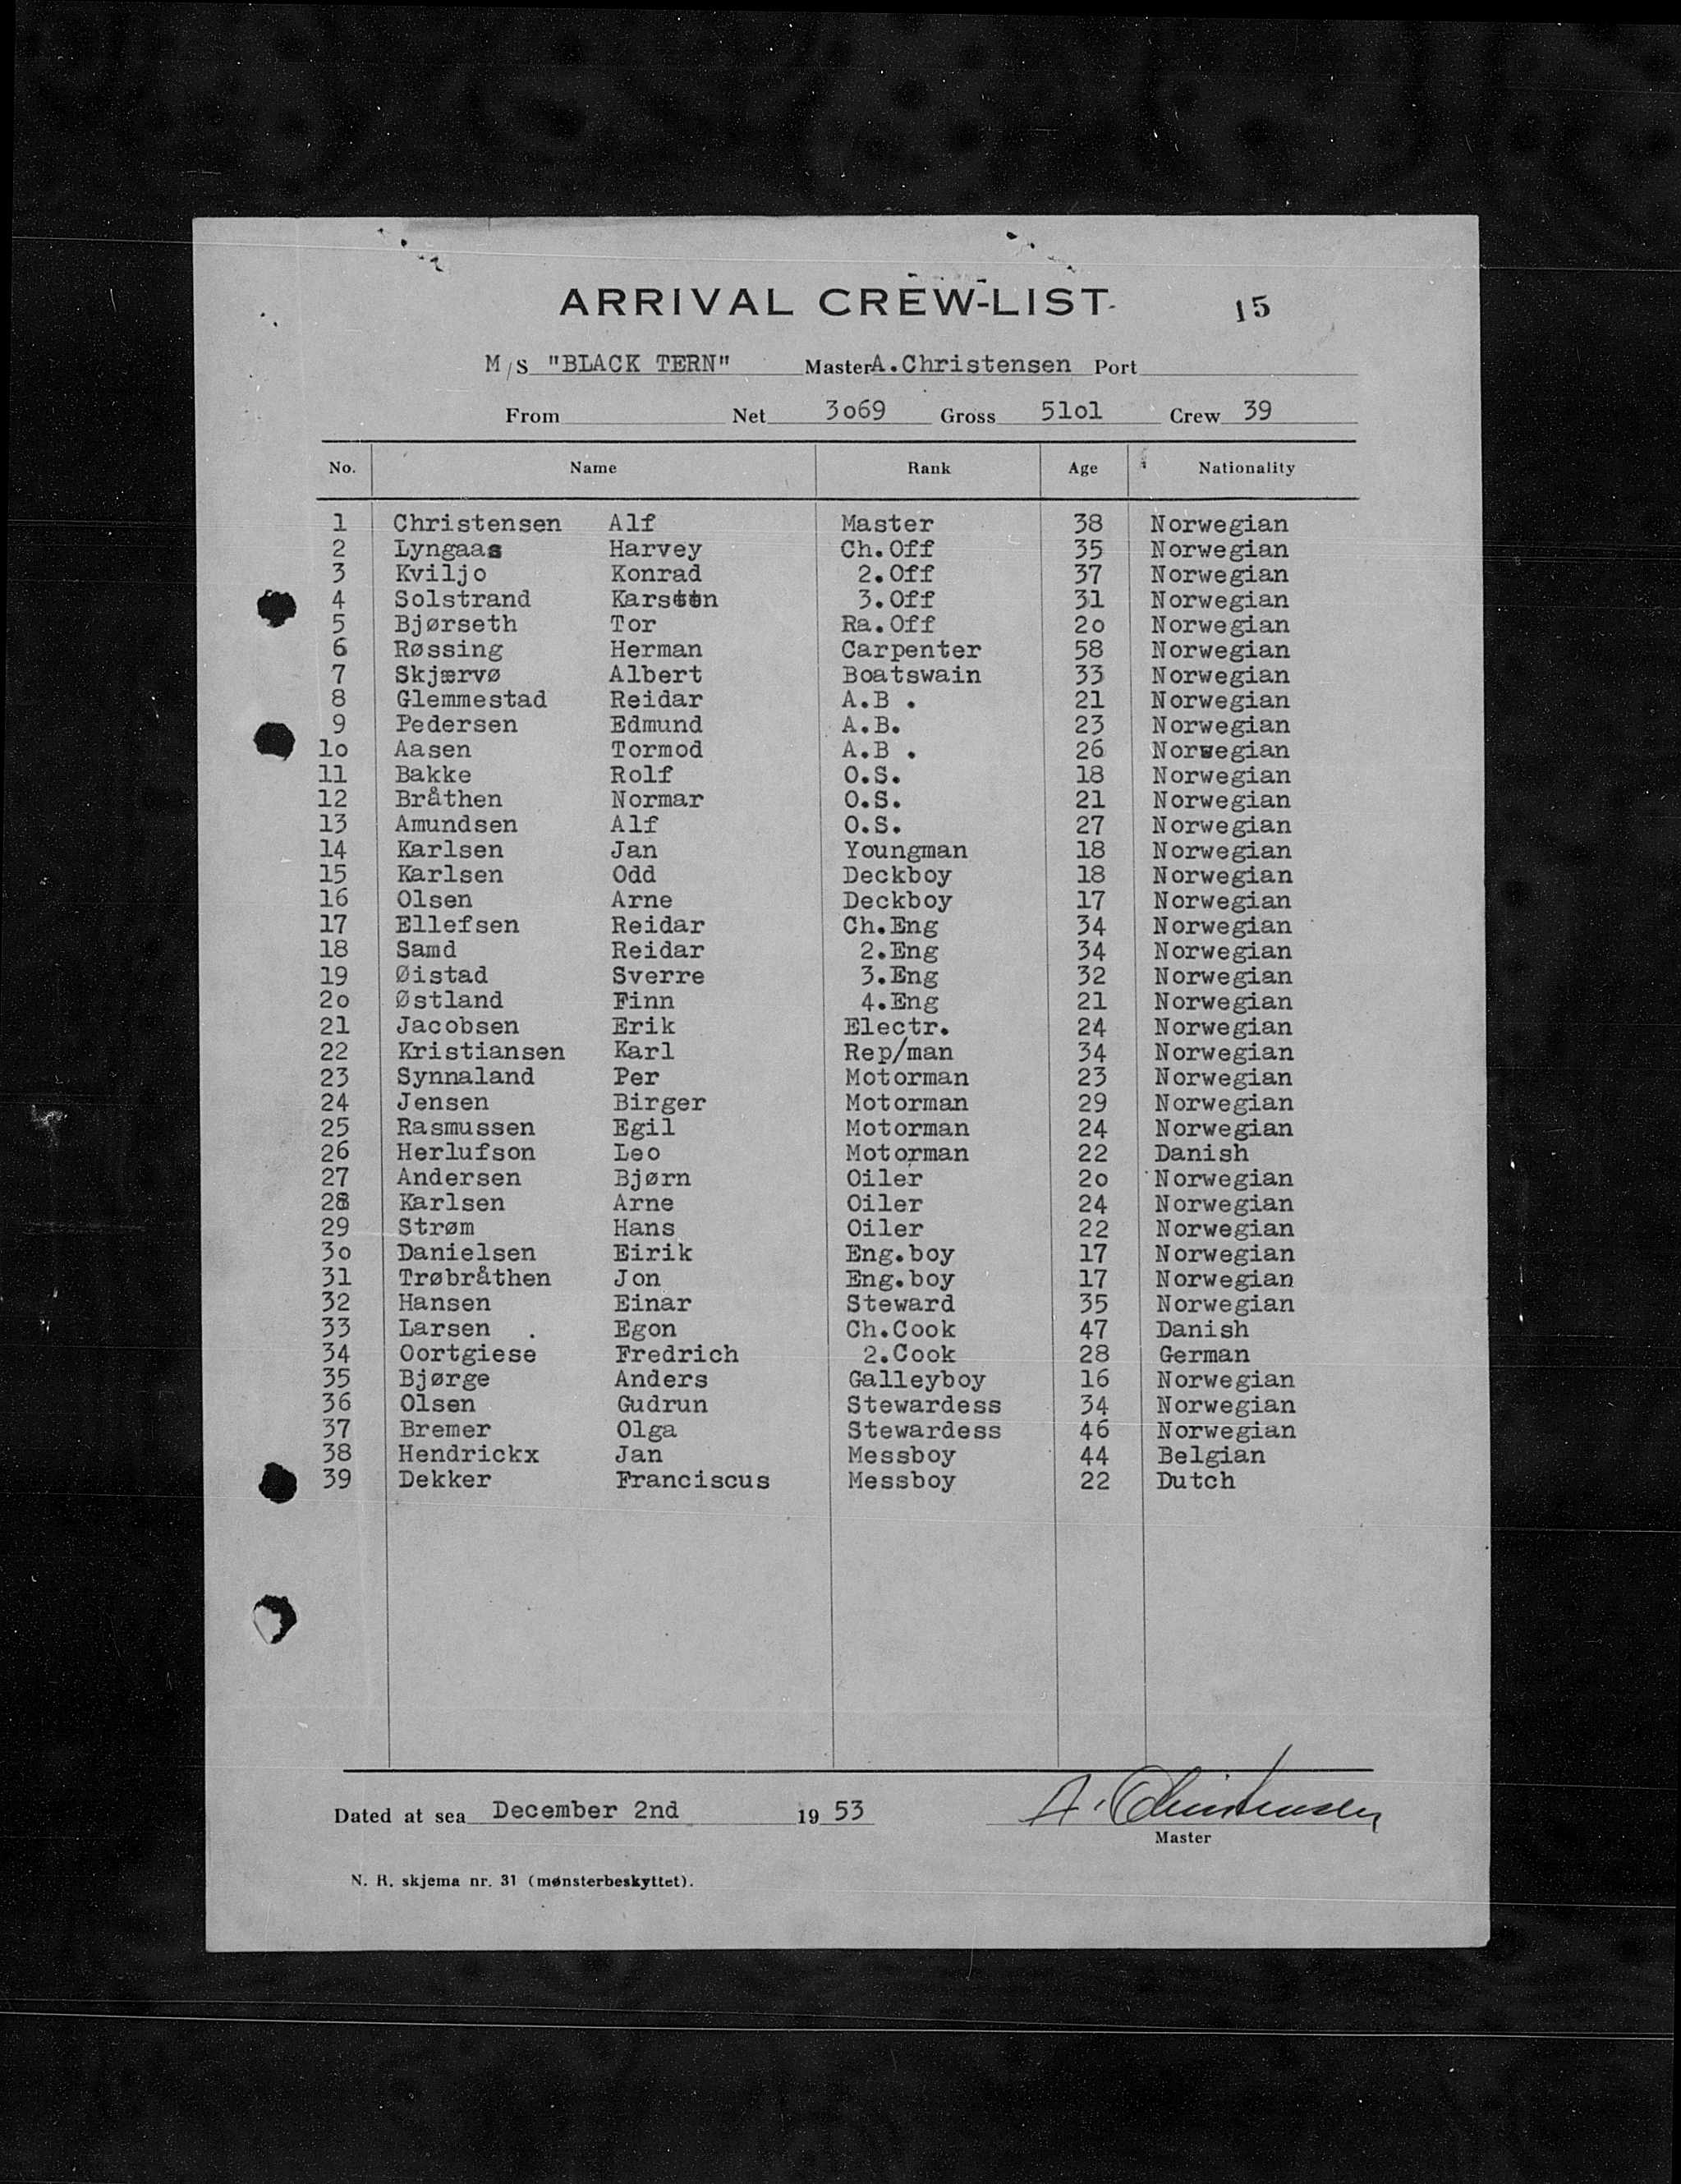 ARRIVAL CREW-LIST 15
M/S "BLACK TERN" Master A.Christensen Port
From Net 3o69 Gross 51ol Crew 39
No. Name Rank Age Nationality
1 Christensen Alf Master 38 Norwegian
2 Lyngaas Harvey Ch.Off 35 Norwegian
3 Kviljo Konrad 2.Off 37 Norwegian
4 Solstrand Karsten 3.Off 31 Norwegian
5 Bjørseth Tor Ra.Off 2o Norwegian
6 Røssing Herman Carpenter 58 Norwegian
7 Skjærvø Albert Boatswain 33 Norwegian
8 Glemmestad Reidar A.B . 21 Norwegian
9 Pedersen Edmund A.B. 23 Norwegian
1o Aasen Tormod A.B . 26 Norwegian
11 Bakke Rolf O.S. 18 Norwegian
12 Bråthen Normar O.S. 21 Norwegian
13 Amundsen Alf O.S. 27 Norwegian
14 Karlsen Jan Youngman 18 Norwegian
15 Karlsen Odd Deckboy 18 Norwegian
16 Olsen Arne Deckboy 17 Norwegian
17 Ellefsen Reidar Ch.Eng 34 Norwegian
18 Samd Reidar 2.Eng 34 Norwegian
19 Øistad Sverre 3.Eng 32 Norwegian
2o Østland Finn 4.Eng 21 Norwegian
21 Jacobsen Erik Electr. 24 Norwegian
22 Kristiansen Karl Rep/man 34 Norwegian
23 Synnaland Per Motorman 23 Norwegian
24 Jensen Birger Motorman 29 Norwegian
25 Rasmussen Egil Motorman 24 Norwegian
26 Herlufson Leo Motorman 22 Danish
27 Andersen Bjørn Oiler 2o Norwegian
28 Karlsen Arne Oiler 24 Norwegian
29 Strøm Hans Oiler 22 Norwegian
3o Danielsen Eirik Eng.boy 17 Norwegian
31 Trøbråthen Jon Eng.boy 17 Norwegian
32 Hansen Einar Steward 35 Norwegian
33 Larsen . Egon Ch.Cook 47 Danish
34 Oortgiese Fredrich 2.Cook 28 German
35 Bjørge Anders Galleyboy 16 Norwegian
36 Olsen Gudrun Stewardess 34 Norwegian
37 Bremer Olga Stewardess 46 Norwegian
38 Hendrickx Jan Messboy 44 Belgian
39 Dekker Franciscus Messboy 22 Dutch
Dated at sea December 2nd 19 53 A. Christensen
Master
N. R. skjema nr. 31 (mønsterbeskyttet).